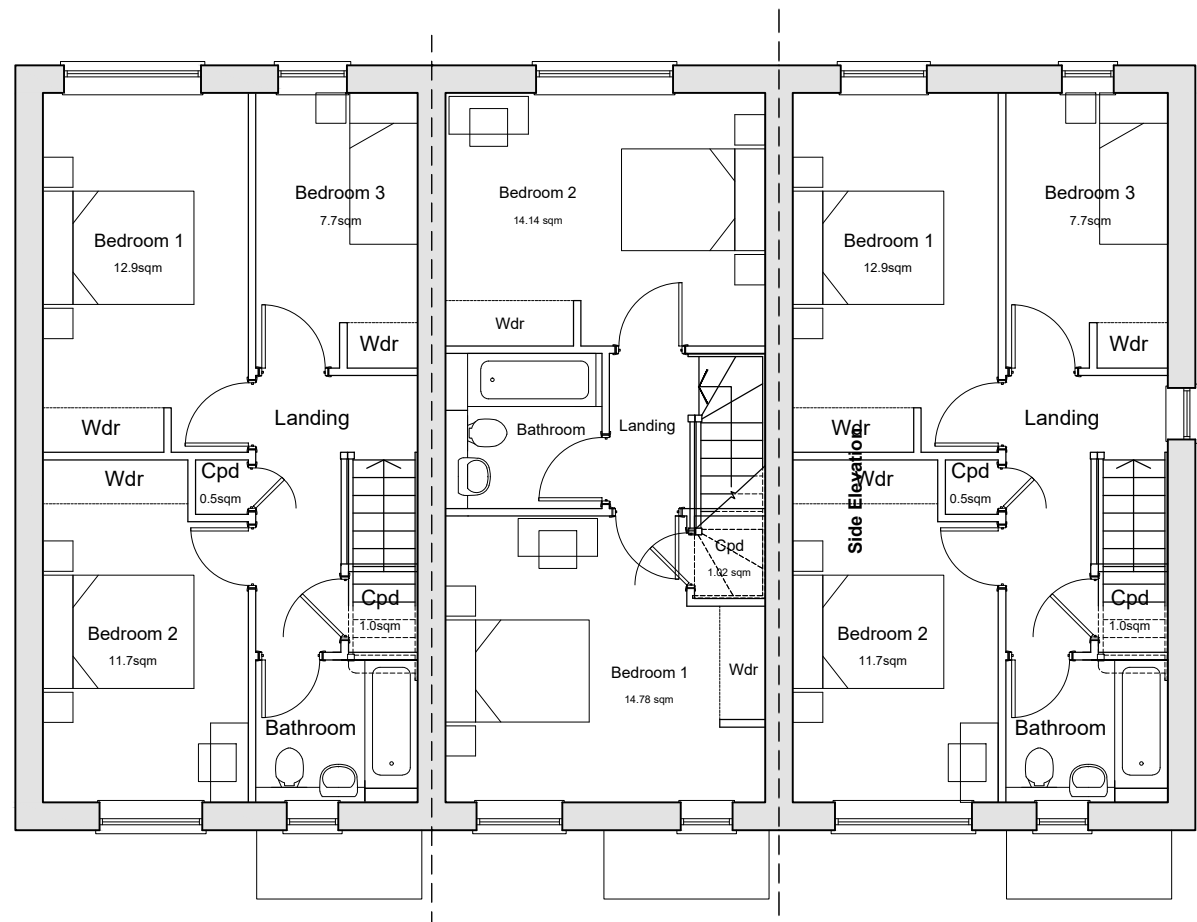 Bedroom 1
12.9sqm
Bedroom 3
7.7sqm
Wdr
Landing
Wdr
Wdr
Cpd
0.5sqm
Bedroom 2
11.7sqm
Cpd
1.0sqm
Bathroom
Bedroom 2
14.14 sqm
Wdr
Bathroom
Landing
Cpd
1.02 sqm
Bedroom 1
14.78 sqm
Wdr
Bedroom 1
12.9sqm
Bedroom 3
7.7sqm
Wdr
Landing
Wdr
Side Elevation
Wdr
Cpd
0.5sqm
Bedroom 2
11.7sqm
Cpd
1.0sqm
Bathroom